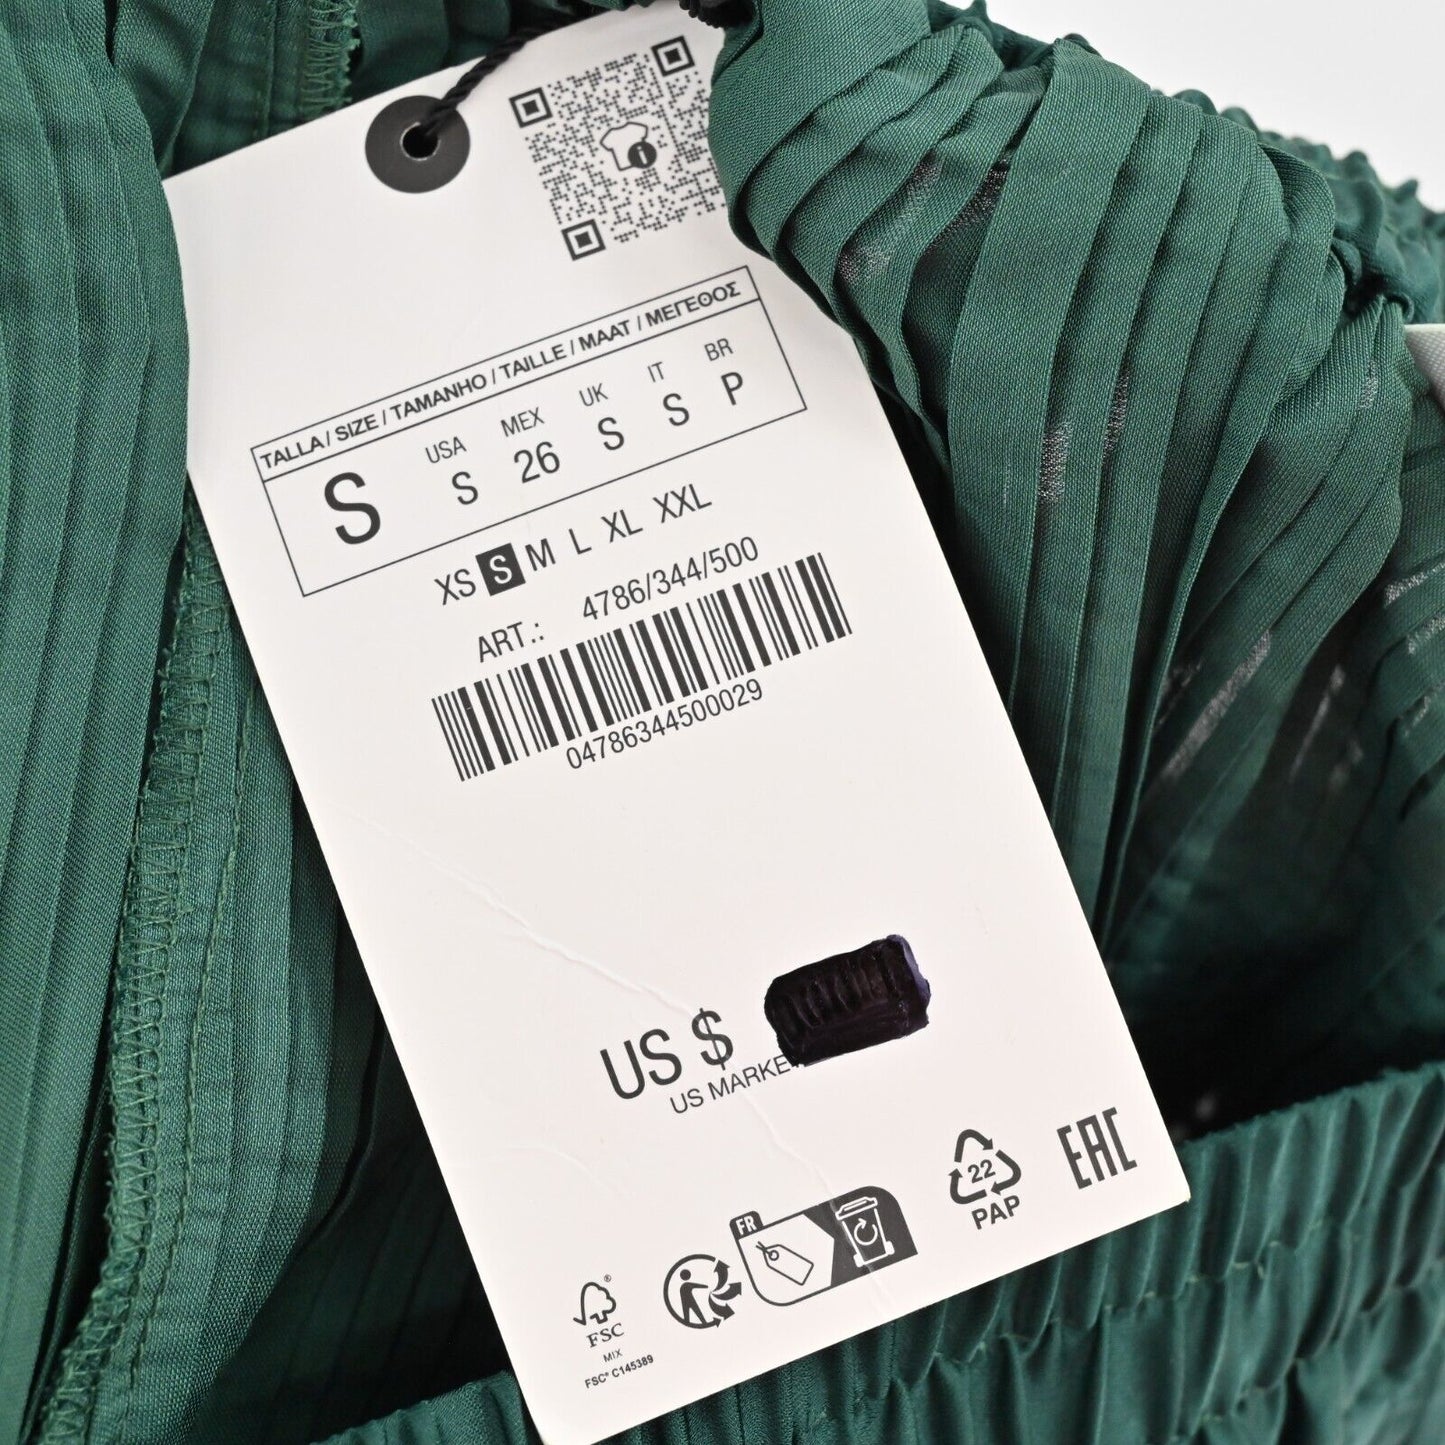 i
TALLA / SIZE / TAMANHO / TAILLE / MAAT / ΜΕΓΕΘΟΣ
S
USA MEX UK IT BR
S 26 S S P
XS S M L XL XXL
ART.: 4786/344/500
04786344500029
US $
US MARKE
22
PAP
EAC
FR
®
FSC
MIX
FSC® C145389